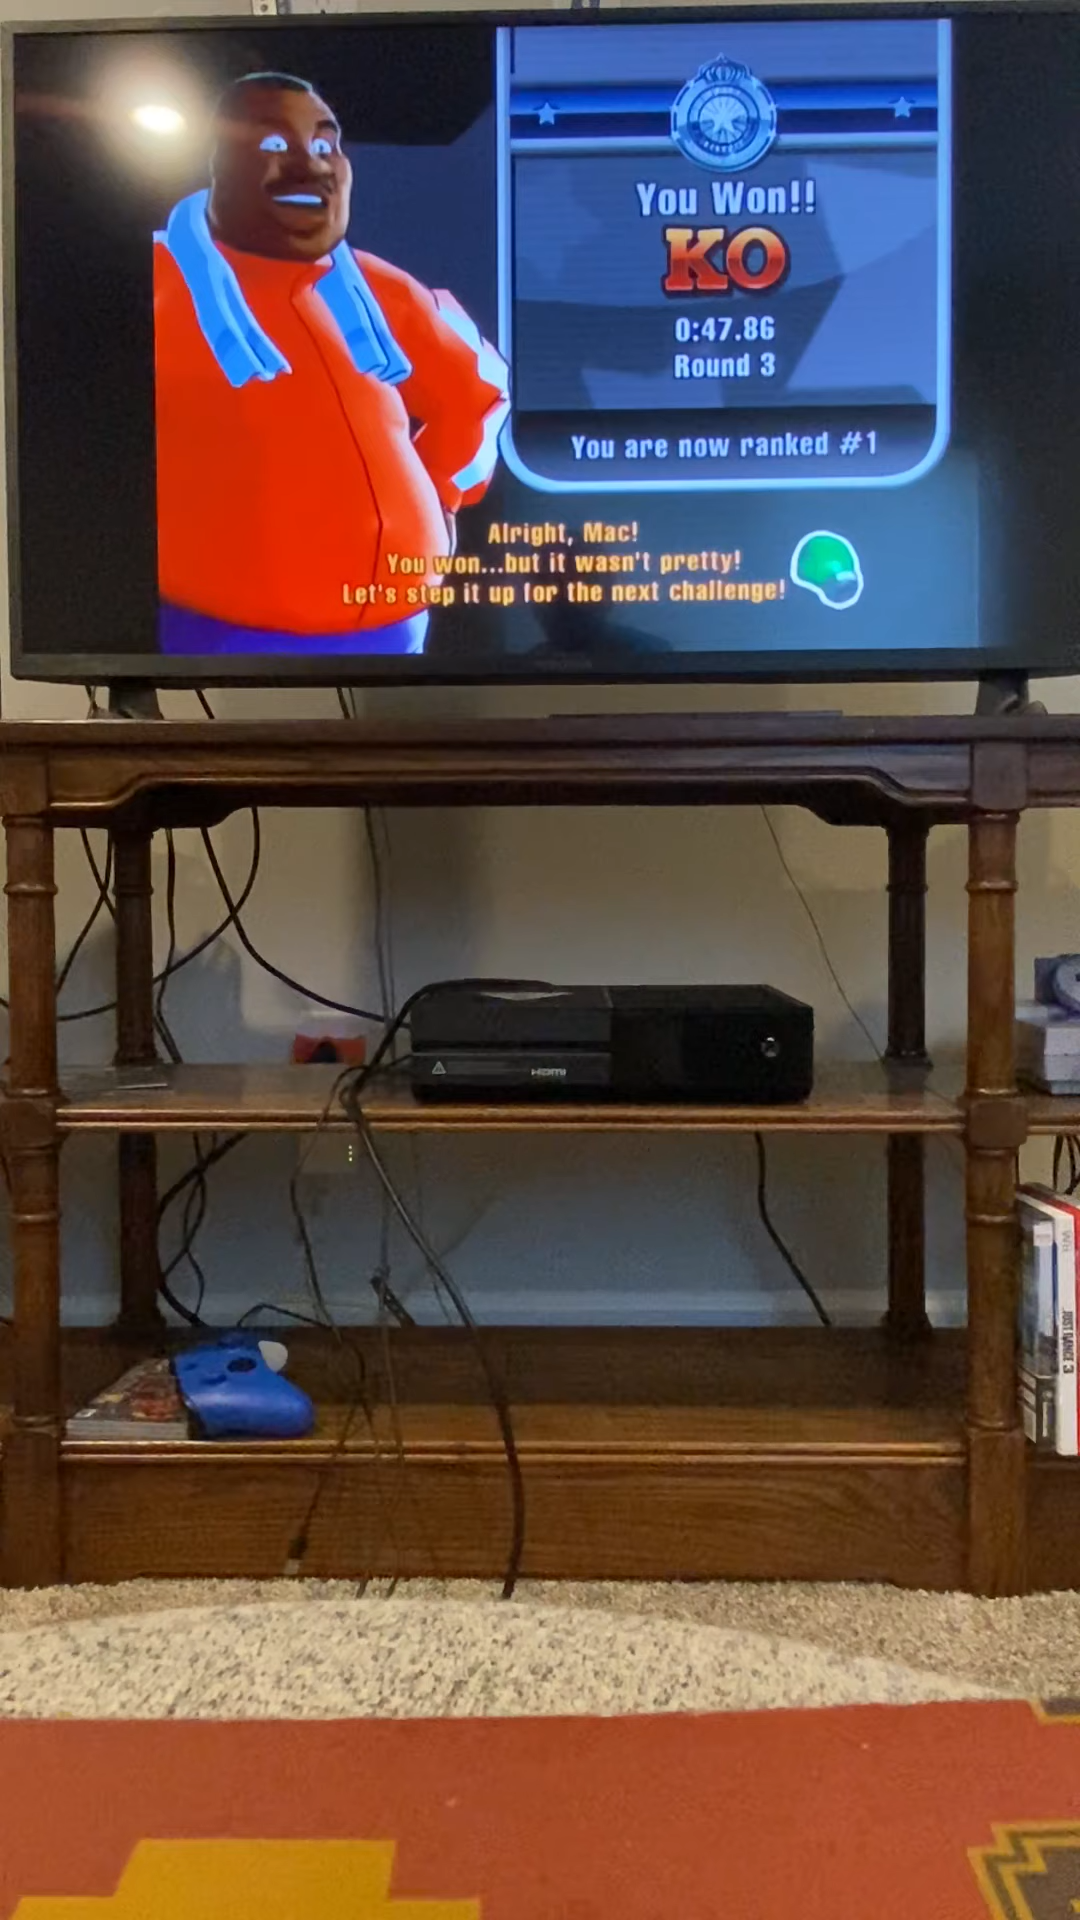 You Won!!
KO
0:47.86
Round 3
You are now ranked #1
Alright, Mac!
You won...but it wasn't pretty!
Let's step it up for the next challenge!
HDMI
Wii
JUST DANCE 3